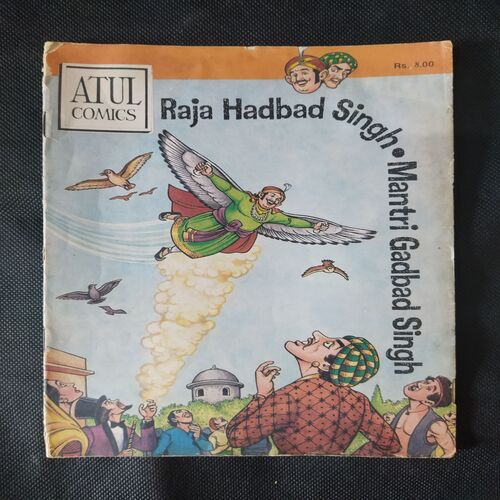 Rs. 8.00
ATUL
COMICS
Raja Hadbad Singh • Mantri Gadbad Singh